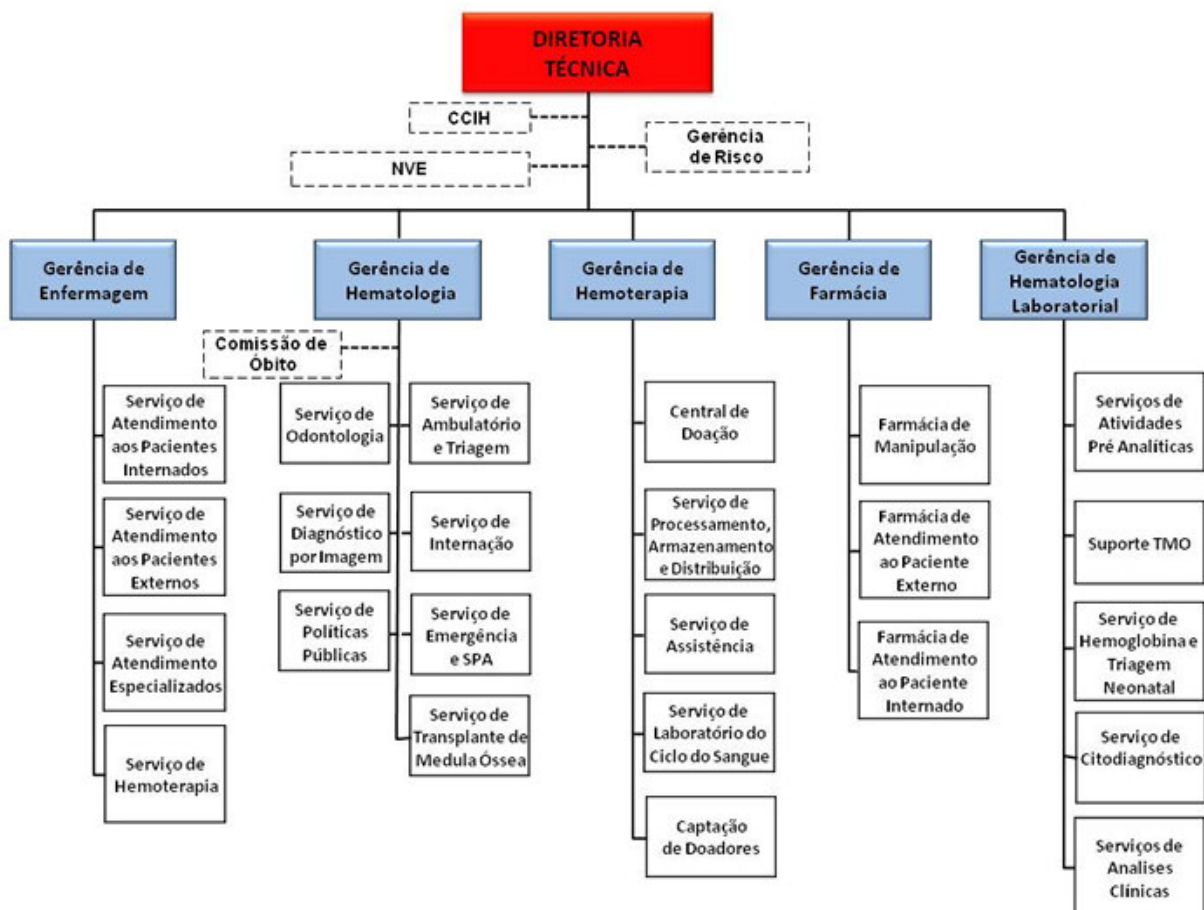 DIRETORIA
TÉCNICA
CCIH
Gerência
de Risco
NVE
Gerência de
Enfermagem
Gerência de
Hematologia
Gerência de
Hemoterapia
Gerência de
Farmácia
Gerência de
Hematologia
Laboratorial
Comissão de
Óbito
Serviço de
Atendimento
aos Pacientes
Internados
Serviço de
Atendimento
aos Pacientes
Externos
Serviço de
Atendimento
Especializados
Serviço de
Hemoterapia
Serviço de
Odontologia
Serviço de
Ambulatório
e Triagem
Serviço de
Diagnóstico
por Imagem
Serviço de
Internação
Serviço de
Políticas
Públicas
Serviço de
Emergência
e SPA
Serviço de
Transplante de
Medula Óssea
Central de
Doação
Serviço de
Processamento,
Armazenamento
e Distribuição
Serviço de
Assistência
Serviço de
Laboratório do
Ciclo do Sangue
Captação
de Doadores
Farmácia de
Manipulação
Farmácia de
Atendimento
ao Paciente
Externo
Farmácia de
Atendimento
ao Paciente
Internado
Serviços de
Atividades
Pré Analíticas
Suporte TMO
Serviço de
Hemoglobina e
Triagem
Neonatal
Serviço de
Citodiagnóstico
Serviços de
Analises
Clínicas